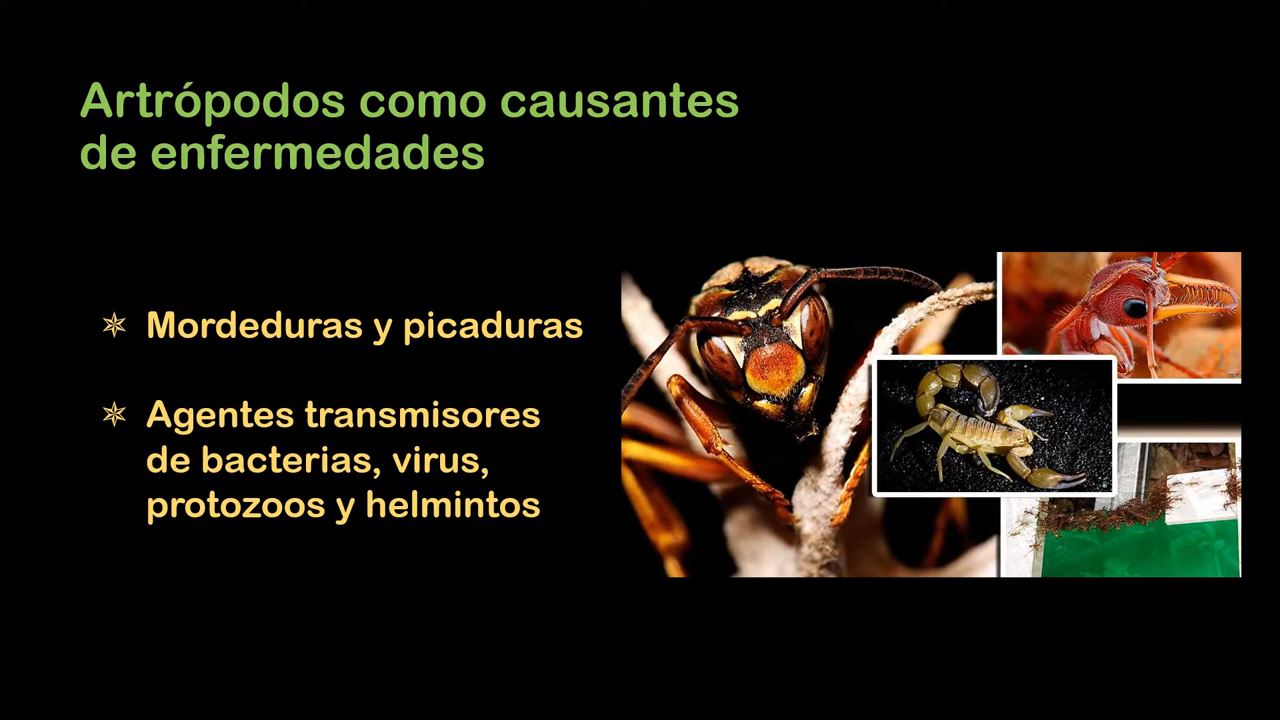 Artrópodos como causantes
de enfermedades
Mordeduras y picaduras
Agentes transmisores
de bacterias, virus,
protozoos y helmintos